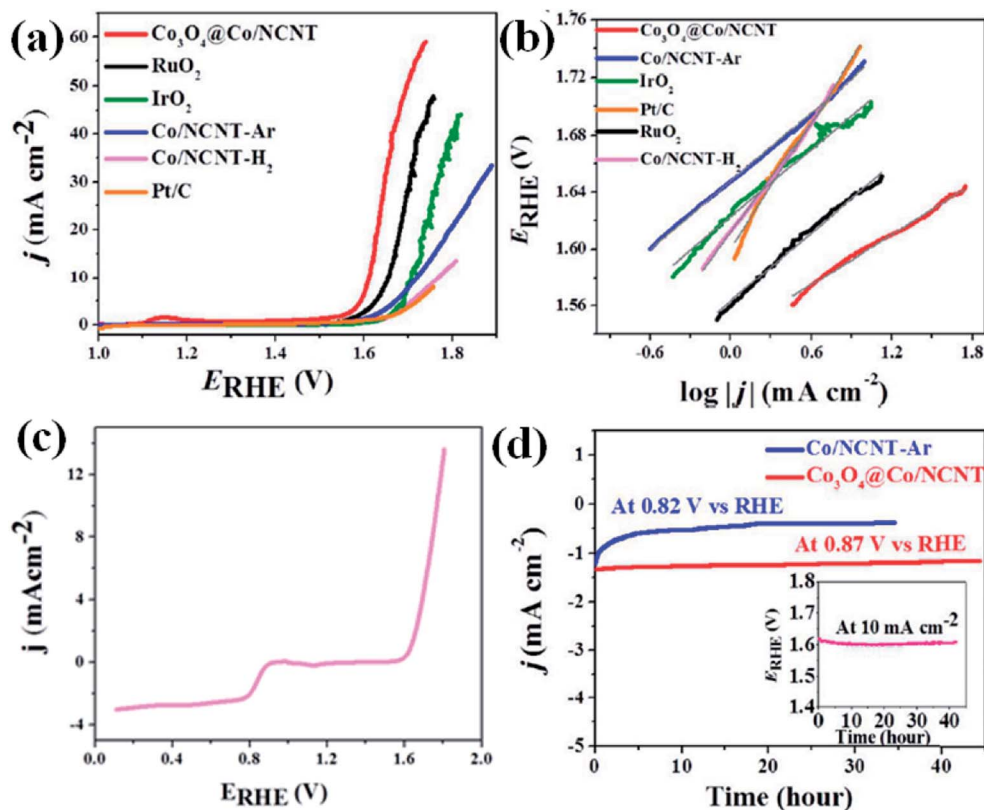 (a)
Co₃O₄@Co/NCNT
RuO₂
IrO₂
Co/NCNT-Ar
Co/NCNT-H₂
Pt/C
60
50
40
30
20
10
0
j (mA cm⁻²)
1.0 1.2 1.4 1.6 1.8
E_RHE (V)
(b)
Co₃O₄@Co/NCNT
Co/NCNT-Ar
IrO₂
Pt/C
RuO₂
Co/NCNT-H₂
1.76
1.72
1.68
1.64
1.60
1.56
E_RHE (V)
-0.6 0.0 0.6 1.2 1.8
log |j| (mA cm⁻²)
(c)
12
8
4
0
-4
j (mAcm⁻²)
0.0 0.4 0.8 1.2 1.6 2.0
E_RHE (V)
(d)
Co/NCNT-Ar
Co₃O₄@Co/NCNT
At 0.82 V vs RHE
At 0.87 V vs RHE
1
0
-1
-2
-3
-4
-5
j (mA cm⁻²)
0 10 20 30 40
Time (hour)
1.8
1.7
1.6
1.5
1.4
E_RHE (V)
At 10 mA cm⁻²
0 10 20 30 40
Time (hour)